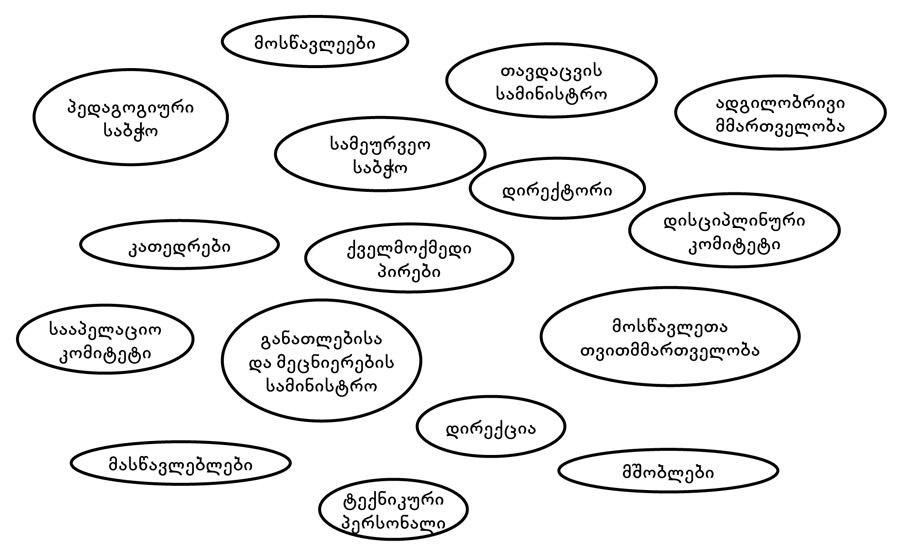 მოსწავლეები
თავდაცვის
სამინისტრო
პედაგოგიური
საბჭო
ადგილობრივი
მმართველობა
სამეურვეო
საბჭო
დირექტორი
დისციპლინური
კომიტეტი
კათედრები
ქველმოქმედი
პირები
სააპელაციო
კომიტეტი
განათლებისა
და მეცნიერების
სამინისტრო
მოსწავლეთა
თვითმმართველობა
დირექცია
მასწავლებლები
მშობლები
ტექნიკური
პერსონალი